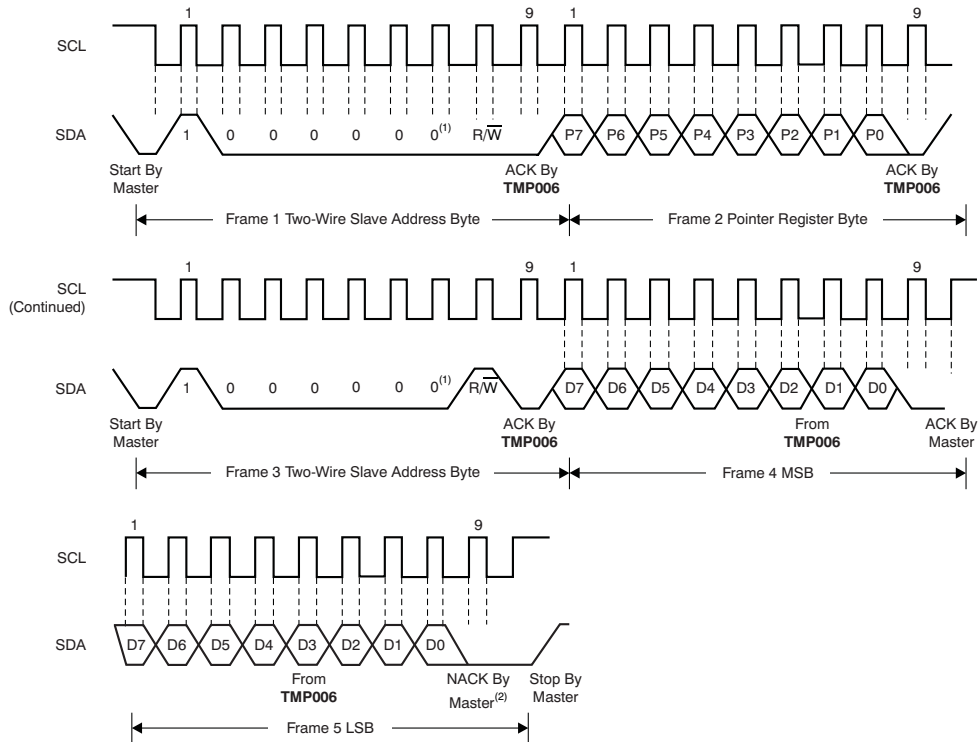 1 9 1 9
SCL
SDA 1 0 0 0 0 0 0(1) R/W̅ P7 P6 P5 P4 P3 P2 P1 P0
Start By Master
ACK By TMP006
ACK By TMP006
Frame 1 Two-Wire Slave Address Byte
Frame 2 Pointer Register Byte
1 9 1 9
SCL (Continued)
SDA 1 0 0 0 0 0 0(1) R/W̅ D7 D6 D5 D4 D3 D2 D1 D0
Start By Master
ACK By TMP006
From TMP006
ACK By Master
Frame 3 Two-Wire Slave Address Byte
Frame 4 MSB
1 9
SCL
SDA D7 D6 D5 D4 D3 D2 D1 D0
From TMP006
NACK By Master(2)
Stop By Master
Frame 5 LSB